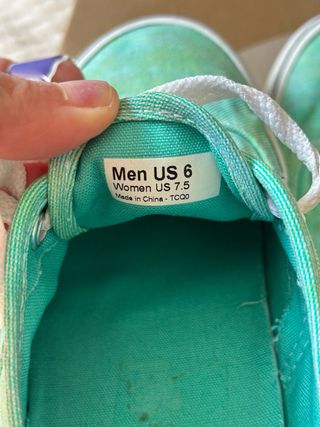 Men US 6
Women US 7.5
Made in China - TCQ0